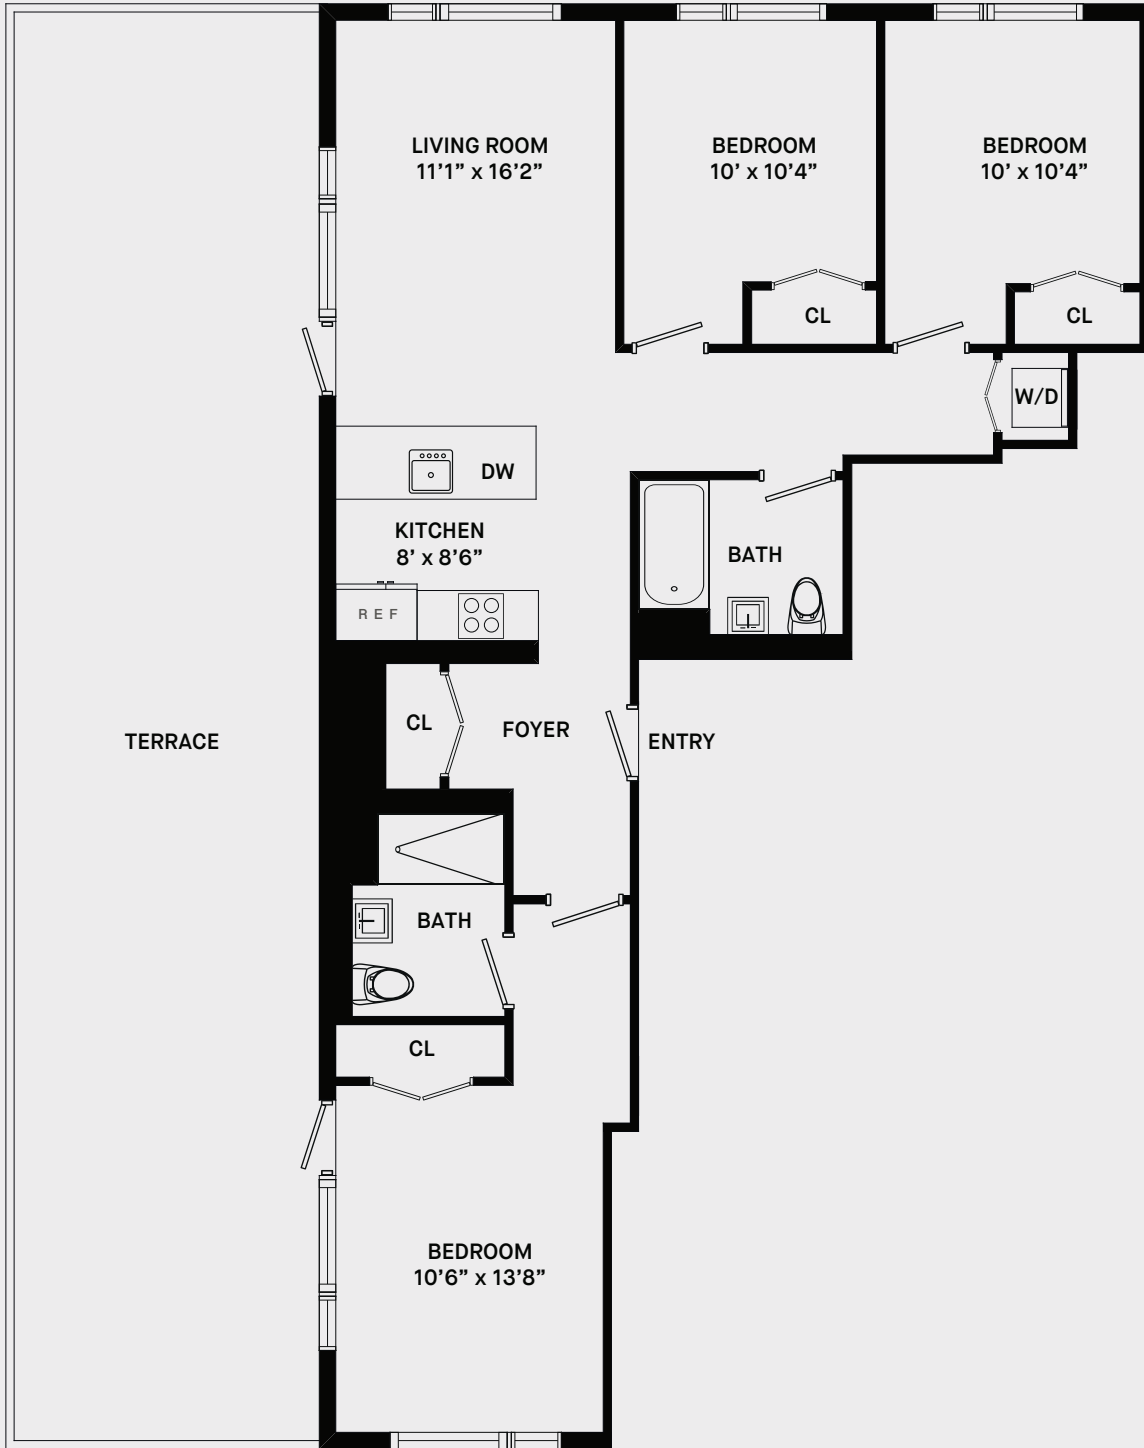 LIVING ROOM
11’1” x 16’2”
BEDROOM
10’ x 10’4”
BEDROOM
10’ x 10’4”
CL
CL
W/D
DW
KITCHEN
8’ x 8’6”
BATH
REF
CL
FOYER
ENTRY
TERRACE
BATH
CL
BEDROOM
10’6” x 13’8”